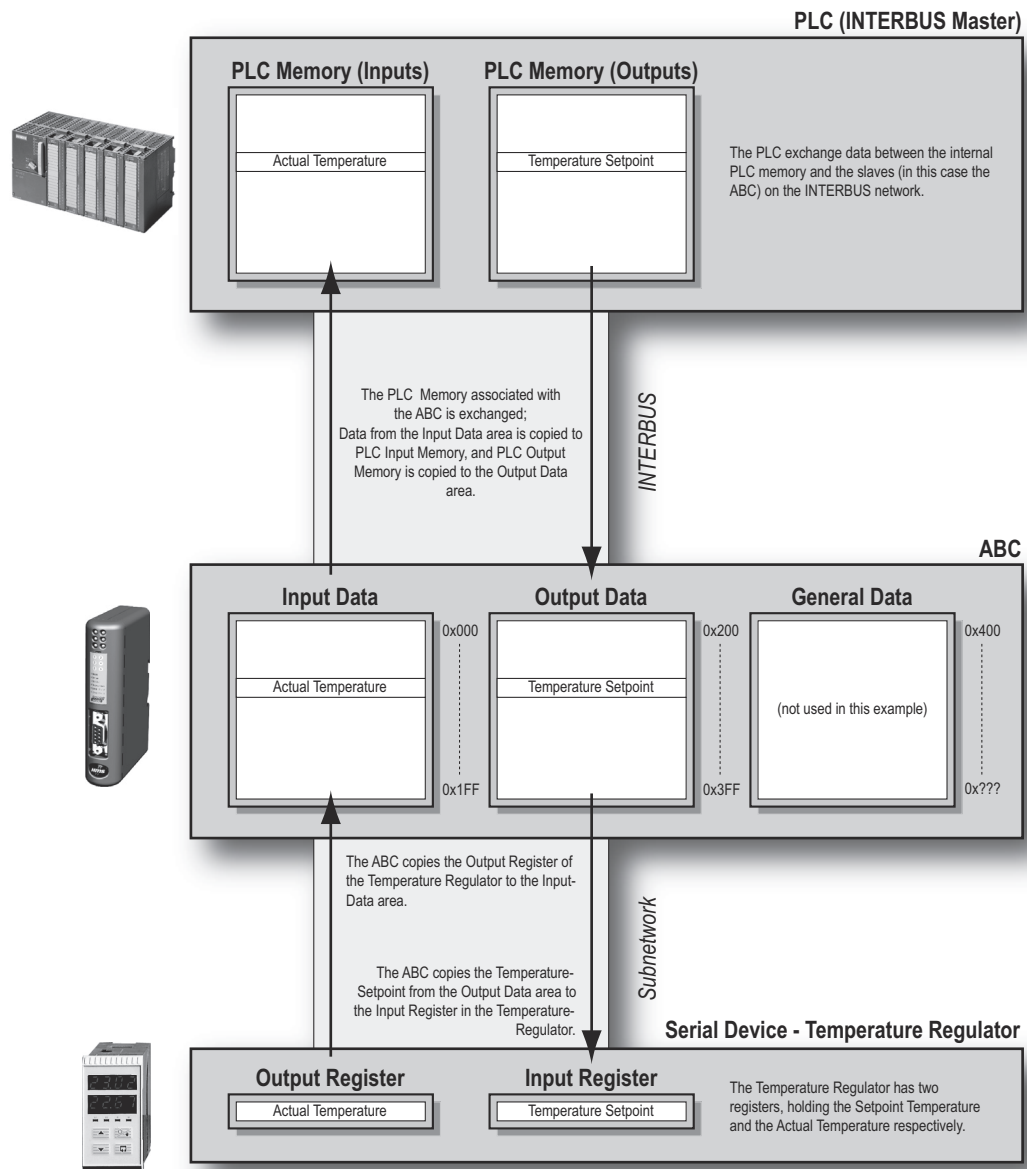 PLC (INTERBUS Master)
PLC Memory (Inputs)
PLC Memory (Outputs)
Actual Temperature
Temperature Setpoint
The PLC exchange data between the internal
PLC memory and the slaves (in this case the
ABC) on the INTERBUS network.
The PLC Memory associated with
the ABC is exchanged;
Data from the Input Data area is copied to
PLC Input Memory, and PLC Output
Memory is copied to the Output Data
area.
INTERBUS
ABC
Input Data
Output Data
General Data
0x000
0x200
0x400
Actual Temperature
Temperature Setpoint
(not used in this example)
0x1FF
0x3FF
0x???
The ABC copies the Output Register of
the Temperature Regulator to the Input-
Data area.
The ABC copies the Temperature-
Setpoint from the Output Data area to
the Input Register in the Temperature-
Regulator.
Subnetwork
Serial Device - Temperature Regulator
Output Register
Input Register
Actual Temperature
Temperature Setpoint
The Temperature Regulator has two
registers, holding the Setpoint Temperature
and the Actual Temperature respectively.